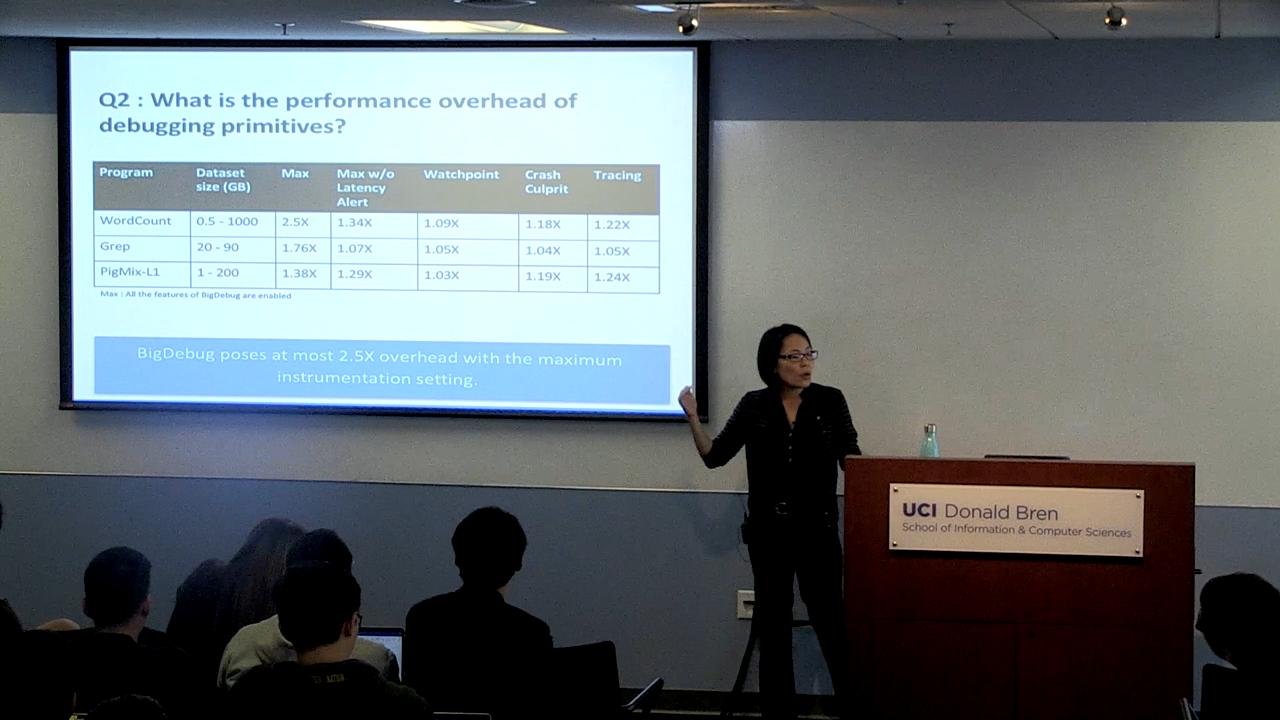 Q2 : What is the performance overhead of
debugging primitives?
Program Dataset size (GB) Max Max w/o Latency Alert Watchpoint Crash Culprit Tracing
WordCount 0.5 - 1000 2.5X 1.34X 1.09X 1.18X 1.22X
Grep 20 - 90 1.76X 1.07X 1.05X 1.04X 1.05X
PigMix-L1 1 - 200 1.38X 1.29X 1.03X 1.19X 1.24X
Max : All the features of BigDebug are enabled
BigDebug poses at most 2.5X overhead with the maximum
instrumentation setting.
UCI Donald Bren
School of Information & Computer Sciences